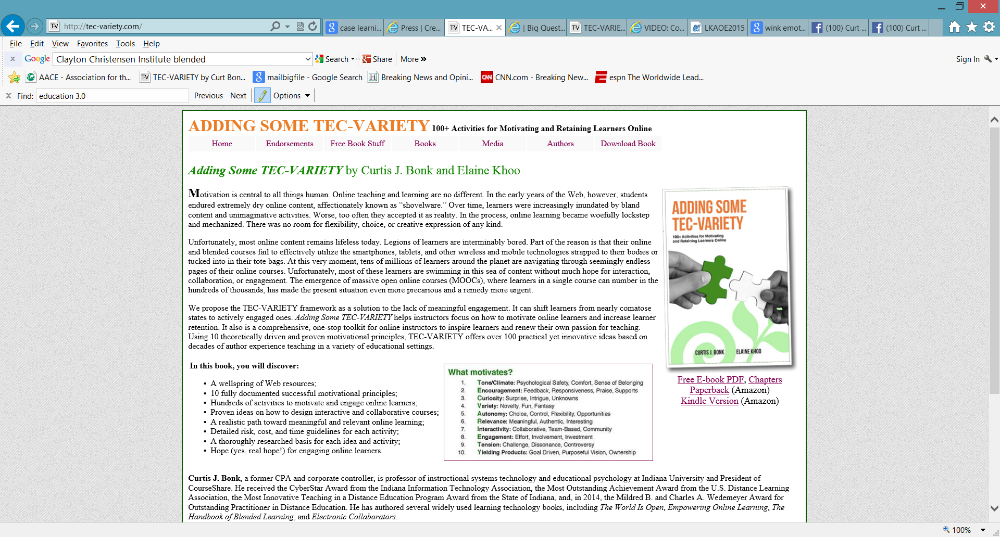 http://tec-variety.com/
case learni...
Press | Cre...
TEC-VA...
| Big Quest...
TEC-VARIE...
VIDEO: Co...
LKAOE2015
wink emot...
(100) Curt ...
(100) Curt ...
File Edit View Favorites Tools Help
x Google Clayton Christensen Institute blended Search Share More » Sign In
AACE - Association for th... TEC-VARIETY by Curt Bon... mailbigfile - Google Search Breaking News and Opini... CNN.com - Breaking New... espn The Worldwide Lead...
x Find: education 3.0 Previous Next Options
ADDING SOME TEC-VARIETY 100+ Activities for Motivating and Retaining Learners Online
Home Endorsements Free Book Stuff Books Media Authors Download Book
Adding Some TEC-VARIETY by Curtis J. Bonk and Elaine Khoo
Motivation is central to all things human. Online teaching and learning are no different. In the early years of the Web, however, students
endured extremely dry online content, affectionately known as “shovelware.” Over time, learners were increasingly inundated by bland
content and unimaginative activities. Worse, too often they accepted it as reality. In the process, online learning became woefully lockstep
and mechanized. There was no room for flexibility, choice, or creative expression of any kind.
Unfortunately, most online content remains lifeless today. Legions of learners are interminably bored. Part of the reason is that their online
and blended courses fail to effectively utilize the smartphones, tablets, and other wireless and mobile technologies strapped to their bodies or
tucked into in their tote bags. At this very moment, tens of millions of learners around the planet are navigating through seemingly endless
pages of their online courses. Unfortunately, most of these learners are swimming in this sea of content without much hope for interaction,
collaboration, or engagement. The emergence of massive open online courses (MOOCs), where learners in a single course can number in the
hundreds of thousands, has made the present situation even more precarious and a remedy more urgent.
We propose the TEC-VARIETY framework as a solution to the lack of meaningful engagement. It can shift learners from nearly comatose
states to actively engaged ones. Adding Some TEC-VARIETY helps instructors focus on how to motivate online learners and increase learner
retention. It also is a comprehensive, one-stop toolkit for online instructors to inspire learners and renew their own passion for teaching.
Using 10 theoretically driven and proven motivational principles, TEC-VARIETY offers over 100 practical yet innovative ideas based on
decades of author experience teaching in a variety of educational settings.
ADDING SOME
TEC-VARIETY
100+ Activities for Motivating
and Retaining Learners Online
CURTIS J. BONK ELAINE KHOO
Free E-book PDF, Chapters
Paperback (Amazon)
Kindle Version (Amazon)
In this book, you will discover:
• A wellspring of Web resources;
• 10 fully documented successful motivational principles;
• Hundreds of activities to motivate and engage online learners;
• Proven ideas on how to design interactive and collaborative courses;
• A realistic path toward meaningful and relevant online learning;
• Detailed risk, cost, and time guidelines for each activity;
• A thoroughly researched basis for each idea and activity;
• Hope (yes, real hope!) for engaging online learners.
What motivates?
1. Tone/Climate: Psychological Safety, Comfort, Sense of Belonging
2. Encouragement: Feedback, Responsiveness, Praise, Supports
3. Curiosity: Surprise, Intrigue, Unknowns
4. Variety: Novelty, Fun, Fantasy
5. Autonomy: Choice, Control, Flexibility, Opportunities
6. Relevance: Meaningful, Authentic, Interesting
7. Interactivity: Collaborative, Team-Based, Community
8. Engagement: Effort, Involvement, Investment
9. Tension: Challenge, Dissonance, Controversy
10. Yielding Products: Goal Driven, Purposeful Vision, Ownership
Curtis J. Bonk, a former CPA and corporate controller, is professor of instructional systems technology and educational psychology at Indiana University and President of
CourseShare. He received the CyberStar Award from the Indiana Information Technology Association, the Most Outstanding Achievement Award from the U.S. Distance Learning
Association, the Most Innovative Teaching in a Distance Education Program Award from the State of Indiana, and, in 2014, the Mildred B. and Charles A. Wedemeyer Award for
Outstanding Practitioner in Distance Education. He has authored several widely used learning technology books, including The World Is Open, Empowering Online Learning, The
Handbook of Blended Learning, and Electronic Collaborators.
100%